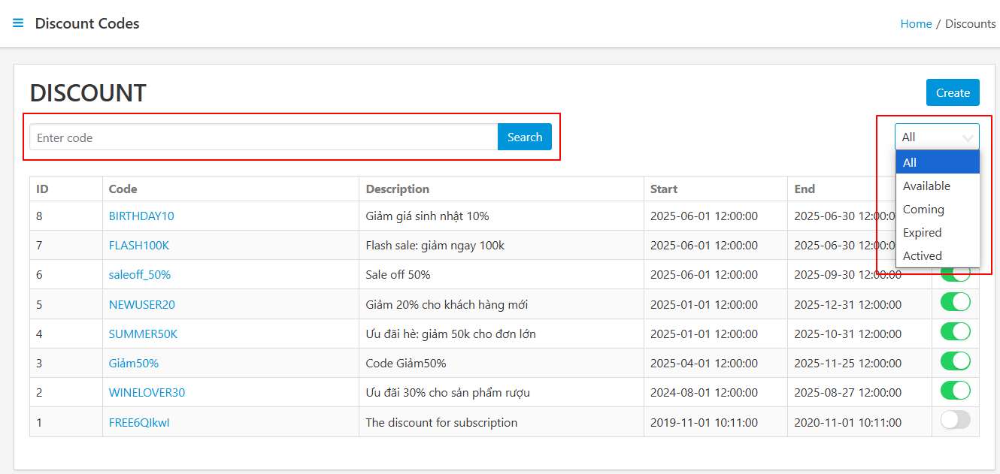 Discount Codes
Home / Discounts
DISCOUNT
Create
Enter code
Search
All
All
Available
Coming
Expired
Actived
ID Code Description Start End
8 BIRTHDAY10 Giảm giá sinh nhật 10% 2025-06-01 12:00:00 2025-06-30 12:00:0
7 FLASH100K Flash sale: giảm ngay 100k 2025-06-01 12:00:00 2025-06-30 12:00:0
6 saleoff_50% Sale off 50% 2025-06-01 12:00:00 2025-09-30 12:00:00
5 NEWUSER20 Giảm 20% cho khách hàng mới 2025-01-01 12:00:00 2025-12-31 12:00:00
4 SUMMER50K Ưu đãi hè: giảm 50k cho đơn lớn 2025-01-01 12:00:00 2025-10-31 12:00:00
3 Giảm50% Code Giảm50% 2025-04-01 12:00:00 2025-11-25 12:00:00
2 WINELOVER30 Ưu đãi 30% cho sản phẩm rượu 2024-08-01 12:00:00 2025-08-27 12:00:00
1 FREE6QIkwI The discount for subscription 2019-11-01 10:11:00 2020-11-01 10:11:00